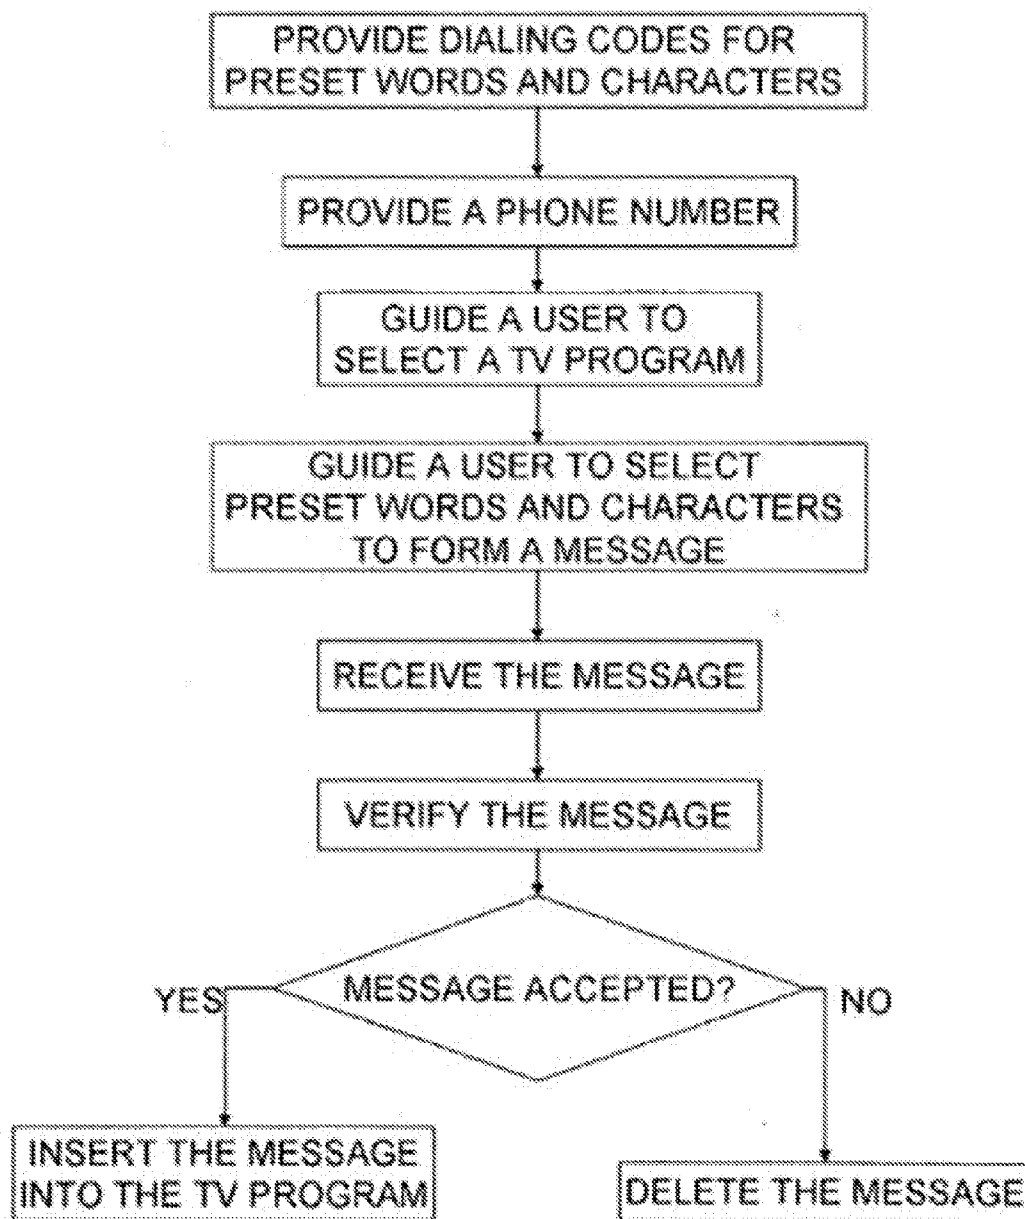 PROVIDE DIALING CODES FOR
PRESET WORDS AND CHARACTERS
PROVIDE A PHONE NUMBER
GUIDE A USER TO
SELECT A TV PROGRAM
GUIDE A USER TO SELECT
PRESET WORDS AND CHARACTERS
TO FORM A MESSAGE
RECEIVE THE MESSAGE
VERIFY THE MESSAGE
MESSAGE ACCEPTED?
YES
NO
INSERT THE MESSAGE
INTO THE TV PROGRAM
DELETE THE MESSAGE